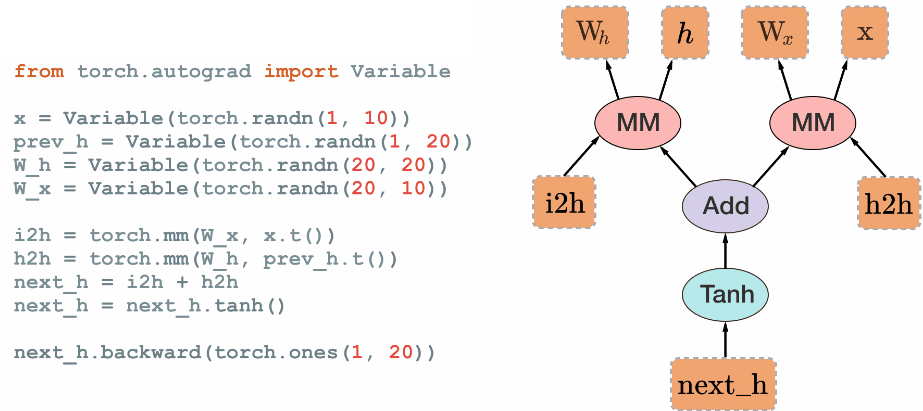 from torch.autograd import Variable
x = Variable(torch.randn(1, 10))
prev_h = Variable(torch.randn(1, 20))
W_h = Variable(torch.randn(20, 20))
W_x = Variable(torch.randn(20, 10))
i2h = torch.mm(W_x, x.t())
h2h = torch.mm(W_h, prev_h.t())
next_h = i2h + h2h
next_h = next_h.tanh()
next_h.backward(torch.ones(1, 20))
W_h h W_x x
MM MM
i2h Add h2h
Tanh
next_h